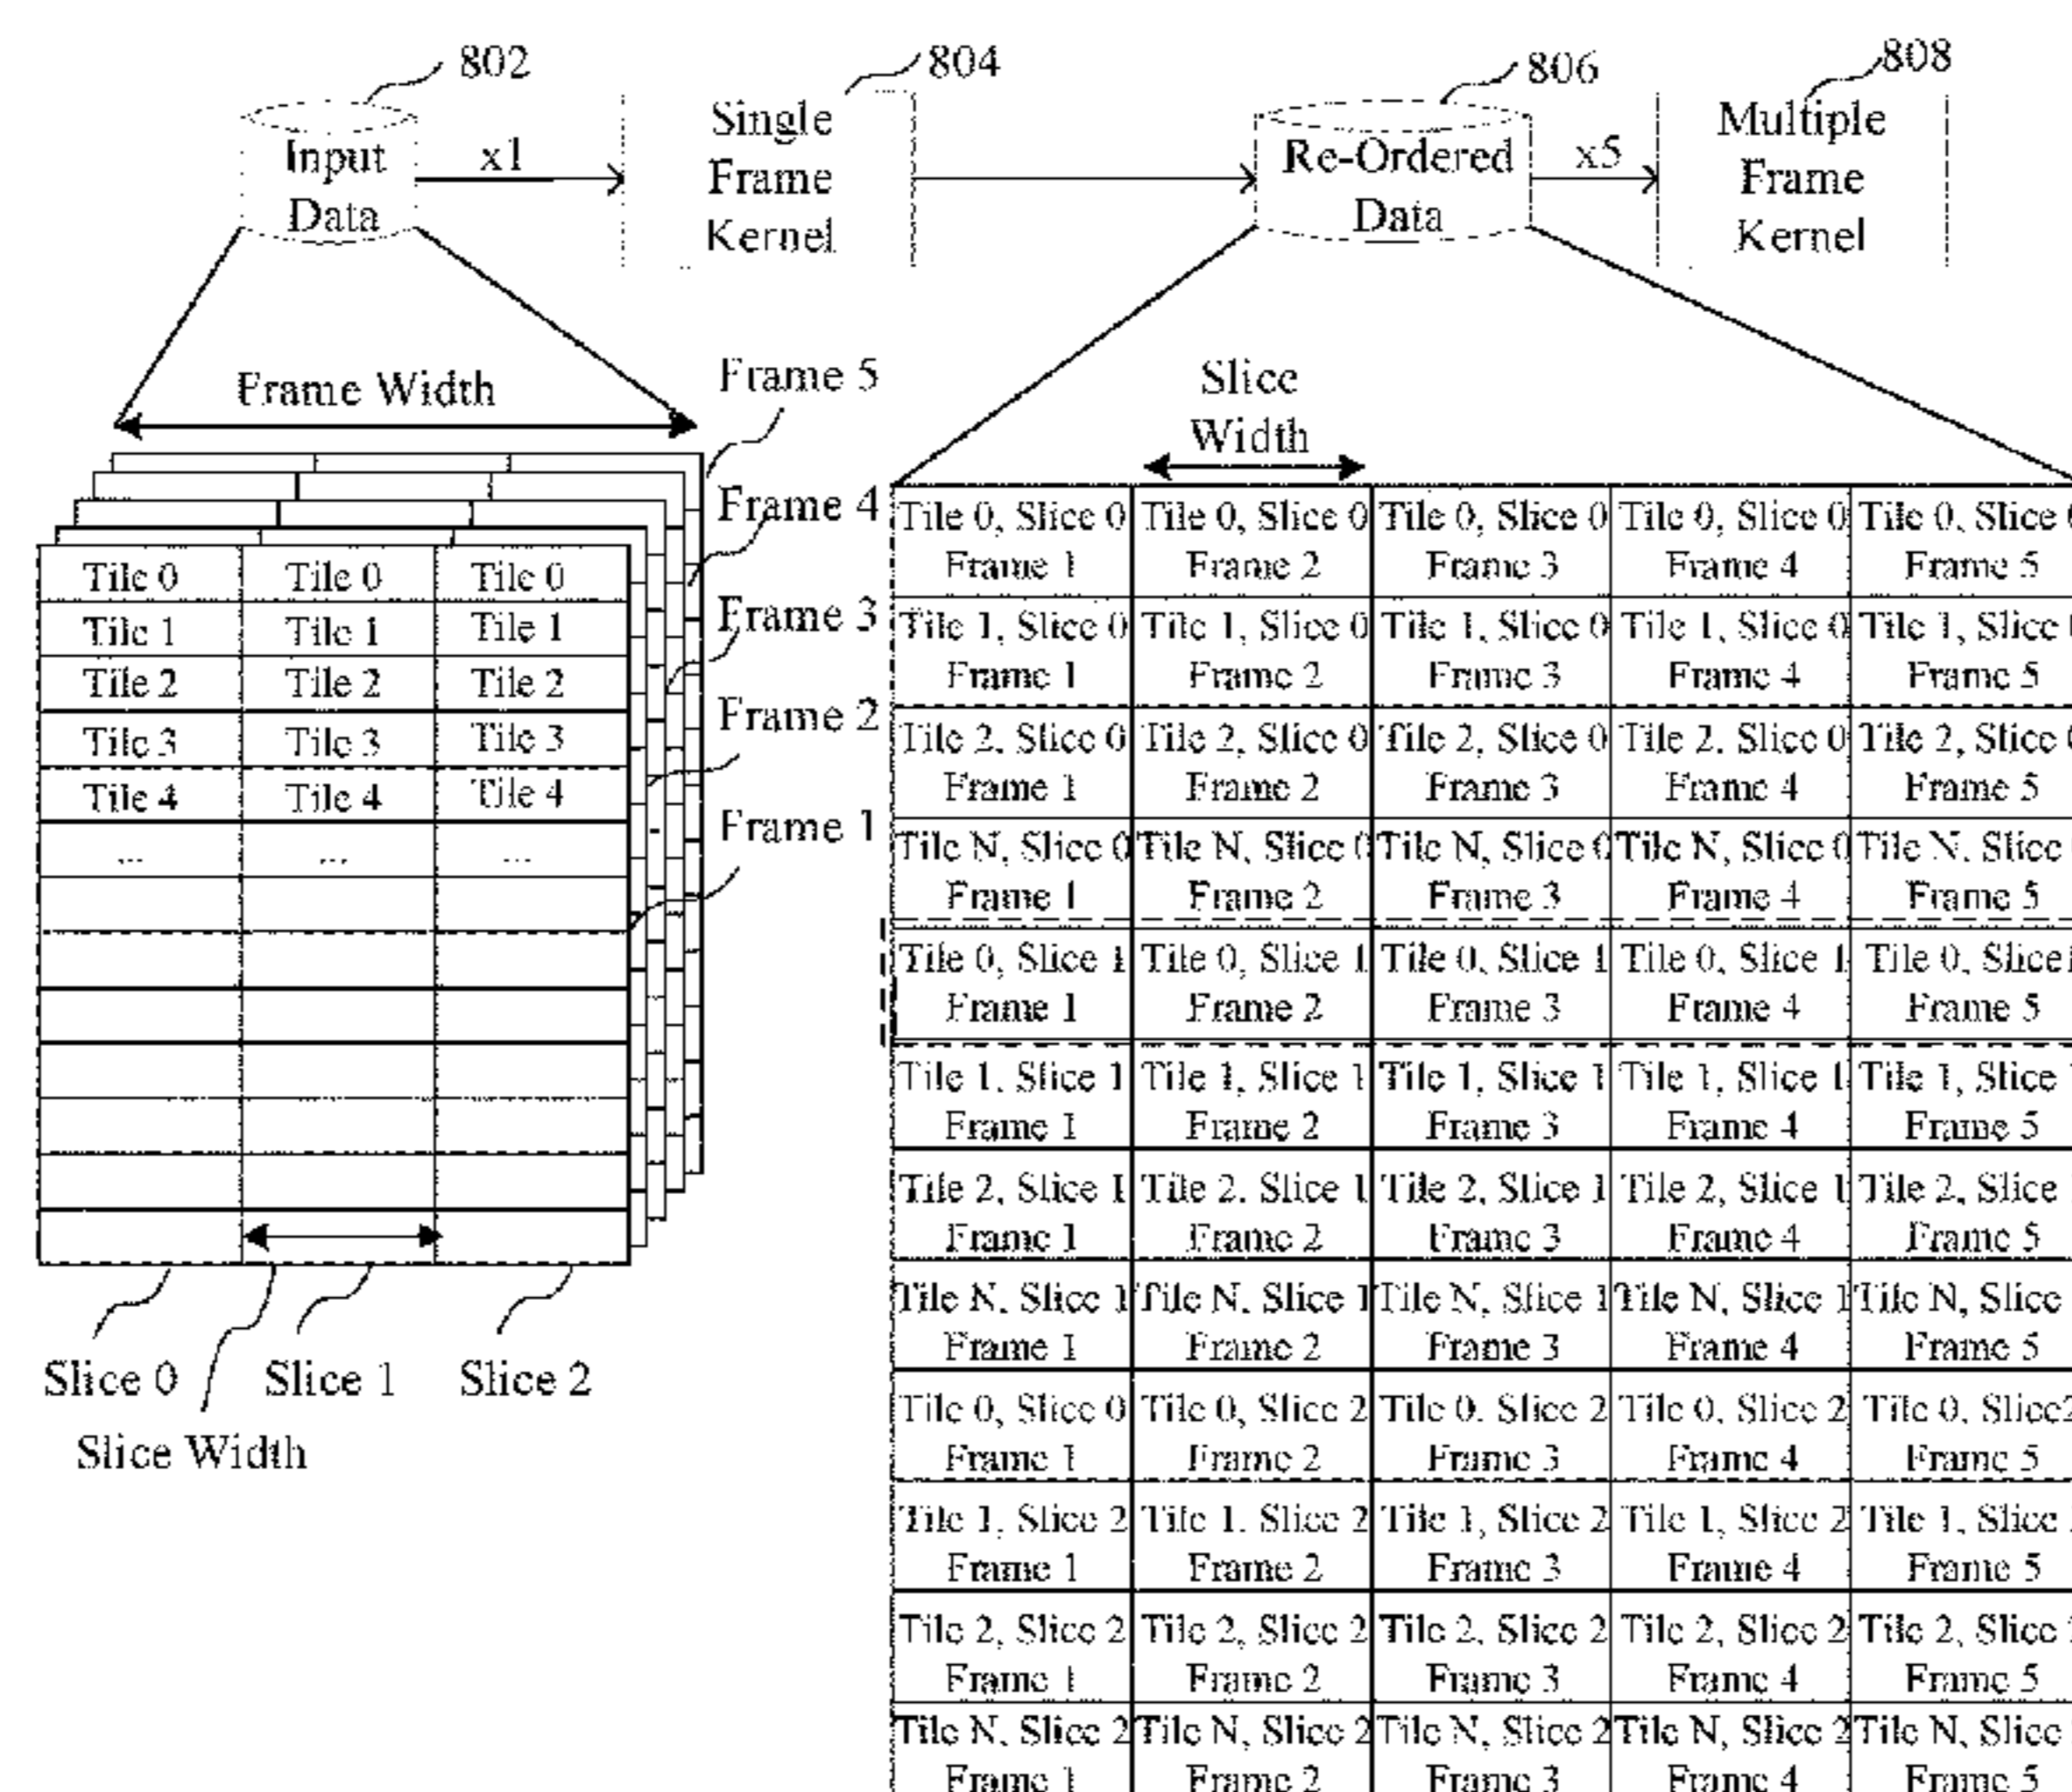 802
804
806
808
Input
Data
x1
Single
Frame
Kernel
Re-Ordered
Data
x5
Multiple
Frame
Kernel
Frame Width
Frame 5
Frame 4
Frame 3
Frame 2
Frame 1
Tile 0 Tile 0 Tile 0
Tile 1 Tile 1 Tile 1
Tile 2 Tile 2 Tile 2
Tile 3 Tile 3 Tile 3
Tile 4 Tile 4 Tile 4
... ... ...
Slice 0 Slice 1 Slice 2
Slice Width
Slice
Width
Tile 0, Slice 0 Tile 0, Slice 0 Tile 0, Slice 0 Tile 0, Slice 0 Tile 0, Slice 0
Frame 1 Frame 2 Frame 3 Frame 4 Frame 5
Tile 1, Slice 0 Tile 1, Slice 0 Tile 1, Slice 0 Tile 1, Slice 0 Tile 1, Slice
Frame 1 Frame 2 Frame 3 Frame 4 Frame 5
Tile 2, Slice 0 Tile 2, Slice 0 Tile 2, Slice 0 Tile 2, Slice 0 Tile 2, Slice 0
Frame 1 Frame 2 Frame 3 Frame 4 Frame 5
Tile N, Slice 0 Tile N, Slice 0 Tile N, Slice 0 Tile N, Slice 0 Tile N, Slice
Frame 1 Frame 2 Frame 3 Frame 4 Frame 5
Tile 0, Slice 1 Tile 0, Slice 1 Tile 0, Slice 1 Tile 0, Slice 1 Tile 0, Slice1
Frame 1 Frame 2 Frame 3 Frame 4 Frame 5
Tile 1, Slice 1 Tile 1, Slice 1 Tile 1, Slice 1 Tile 1, Slice 1 Tile 1, Slice
Frame 1 Frame 2 Frame 3 Frame 4 Frame 5
Tile 2, Slice 1 Tile 2, Slice 1 Tile 2, Slice 1 Tile 2, Slice 1 Tile 2, Slice
Frame 1 Frame 2 Frame 3 Frame 4 Frame 5
Tile N, Slice 1 Tile N, Slice 1 Tile N, Slice 1 Tile N, Slice 1 Tile N, Slice
Frame 1 Frame 2 Frame 3 Frame 4 Frame 5
Tile 0, Slice 0 Tile 0, Slice 2 Tile 0, Slice 2 Tile 0, Slice 2 Tile 0, Slice2
Frame 1 Frame 2 Frame 3 Frame 4 Frame 5
Tile 1, Slice 2 Tile 1, Slice 2 Tile 1, Slice 2 Tile 1, Slice 2 Tile 1, Slice
Frame 1 Frame 2 Frame 3 Frame 4 Frame 5
Tile 2, Slice 2 Tile 2, Slice 2 Tile 2, Slice 2 Tile 2, Slice 2 Tile 2, Slice
Frame 1 Frame 2 Frame 3 Frame 4 Frame 5
Tile N, Slice 2 Tile N, Slice 2 Tile N, Slice 2 Tile N, Slice 2 Tile N, Slice
Frame 1 Frame 2 Frame 3 Frame 4 Frame 5